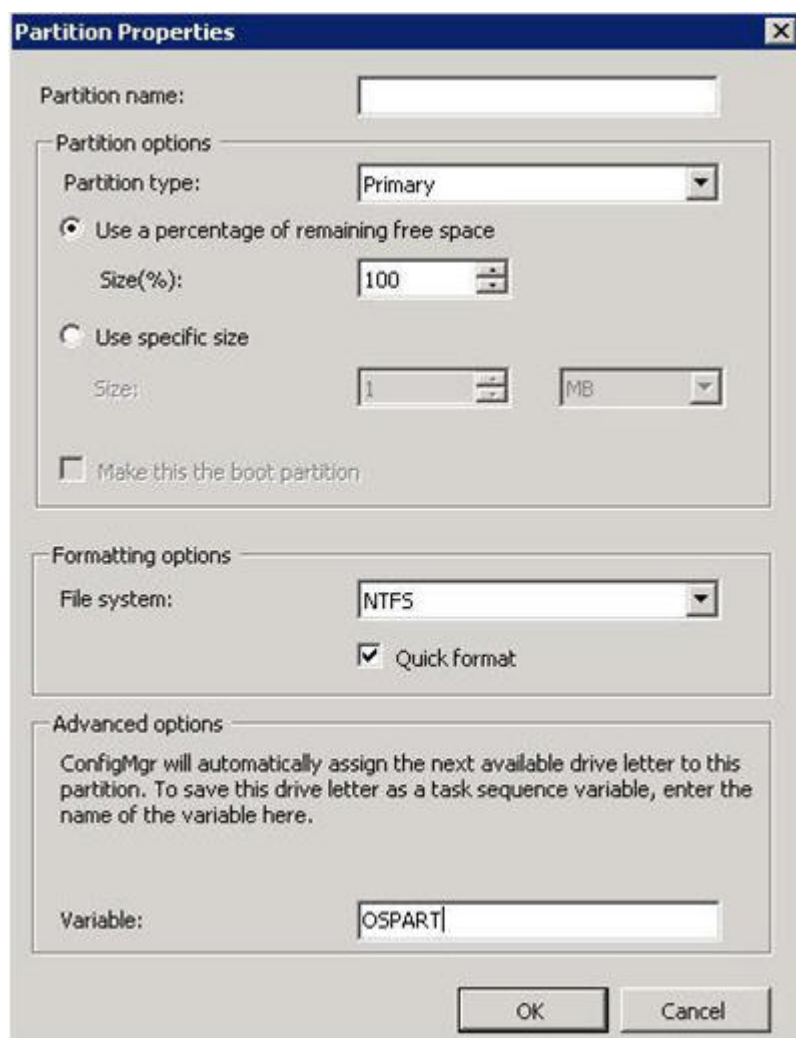 Partition Properties
Partition name:
Partition options
Partition type: Primary
Use a percentage of remaining free space
Size(%): 100
Use specific size
Size: 1 MB
Make this the boot partition
Formatting options
File system: NTFS
Quick format
Advanced options
ConfigMgr will automatically assign the next available drive letter to this
partition. To save this drive letter as a task sequence variable, enter the
name of the variable here.
Variable: OSPART
OK Cancel